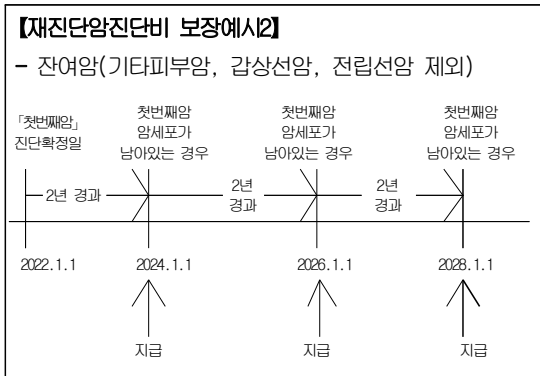 【재진단암진단비 보장예시2】
- 잔여암(기타피부암, 갑상선암, 전립선암 제외)
「첫번째암」
진단확정일
첫번째암
암세포가
남아있는 경우
첫번째암
암세포가
남아있는 경우
첫번째암
암세포가
남아있는 경우
2년 경과
2년
경과
2년
경과
2022.1.1
2024.1.1
2026.1.1
2028.1.1
지급
지급
지급